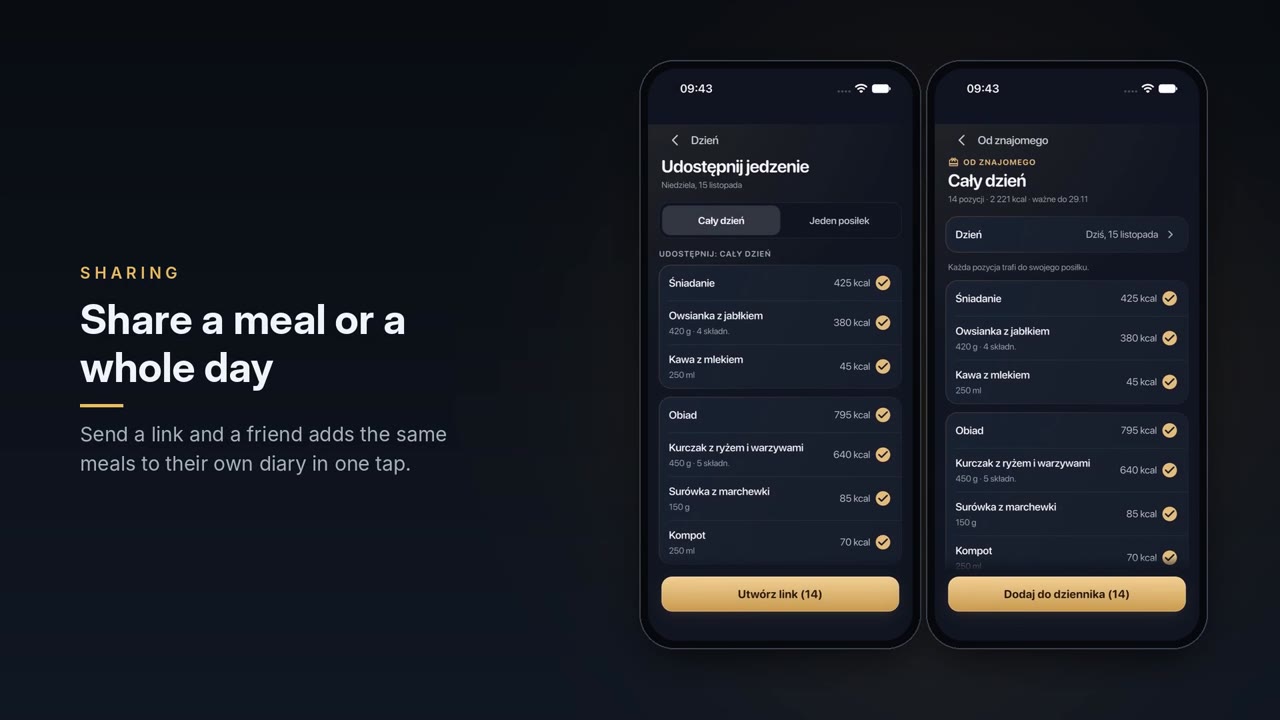 SHARING
Share a meal or a
whole day
Send a link and a friend adds the same
meals to their own diary in one tap.
09:43
Dzień
Udostępnij jedzenie
Niedziela, 15 listopada
Cały dzień
Jeden posiłek
UDOSTĘPNIJ: CAŁY DZIEŃ
Śniadanie 425 kcal
Owsianka z jabłkiem 380 kcal
420 g · 4 składn.
Kawa z mlekiem 45 kcal
250 ml
Obiad 795 kcal
Kurczak z ryżem i warzywami 640 kcal
450 g · 5 składn.
Surówka z marchewki 85 kcal
150 g
Kompot 70 kcal
250 ml
Utwórz link (14)
09:43
Od znajomego
OD ZNAJOMEGO
Cały dzień
14 pozycji · 2 221 kcal · ważne do 29.11
Dzień Dziś, 15 listopada
Każda pozycja trafi do swojego posiłku.
Śniadanie 425 kcal
Owsianka z jabłkiem 380 kcal
420 g · 4 składn.
Kawa z mlekiem 45 kcal
250 ml
Obiad 795 kcal
Kurczak z ryżem i warzywami 640 kcal
450 g · 5 składn.
Surówka z marchewki 85 kcal
150 g
Kompot 70 kcal
250 ml
Dodaj do dziennika (14)